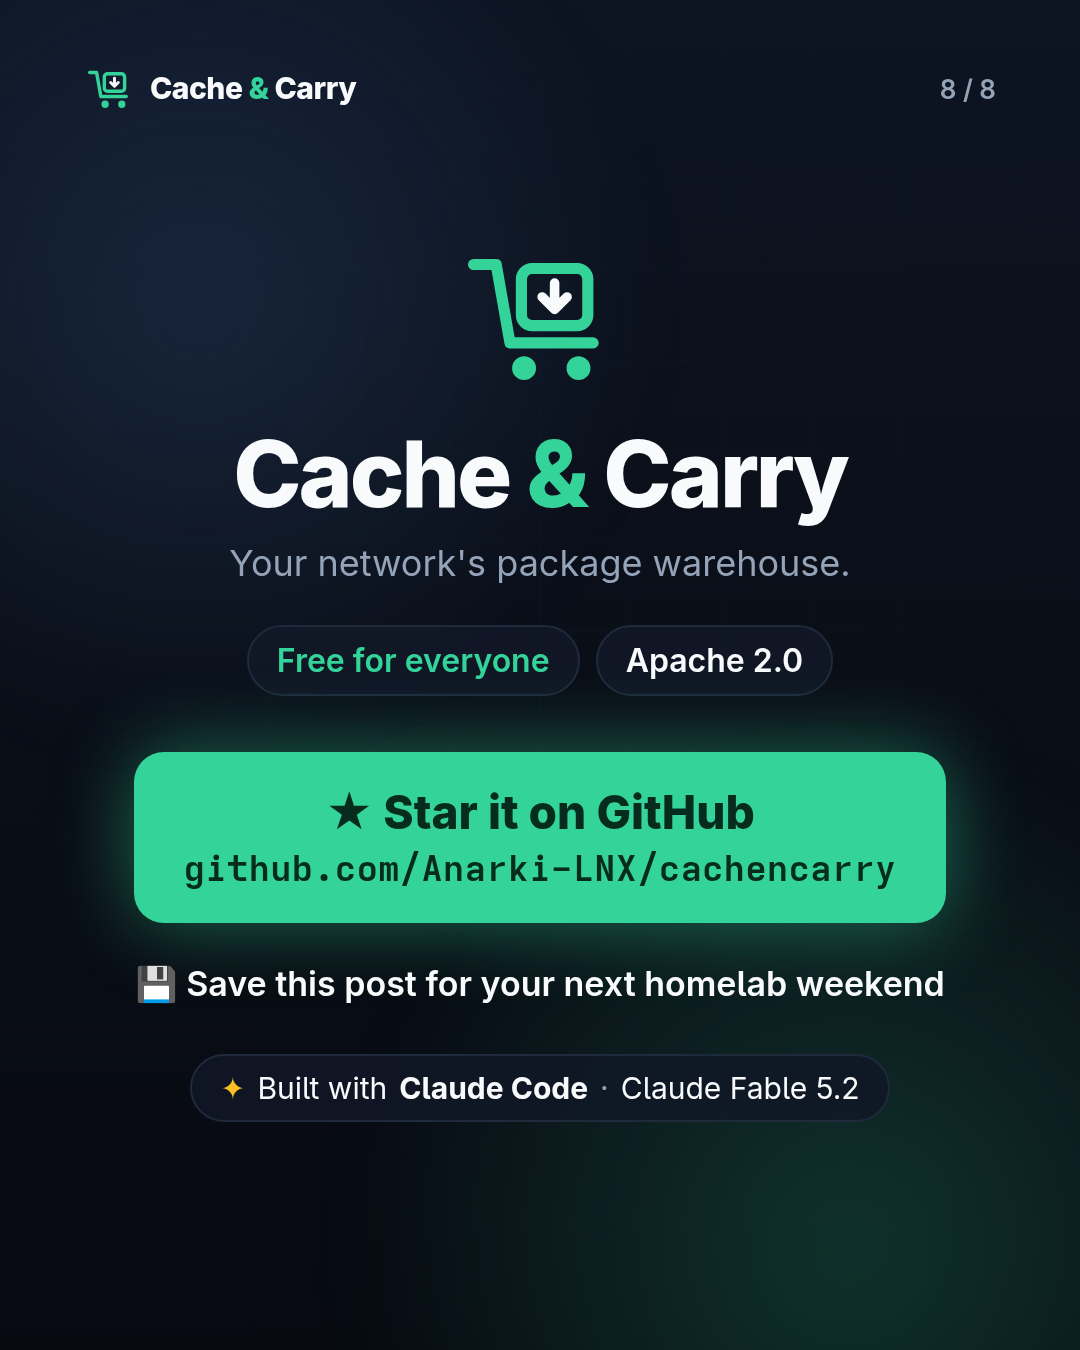 Cache & Carry
8 / 8
Cache & Carry
Your network's package warehouse.
Free for everyone
Apache 2.0
★ Star it on GitHub
github.com/Anarki-LNX/cachencarry
💾 Save this post for your next homelab weekend
✦ Built with Claude Code · Claude Fable 5.2